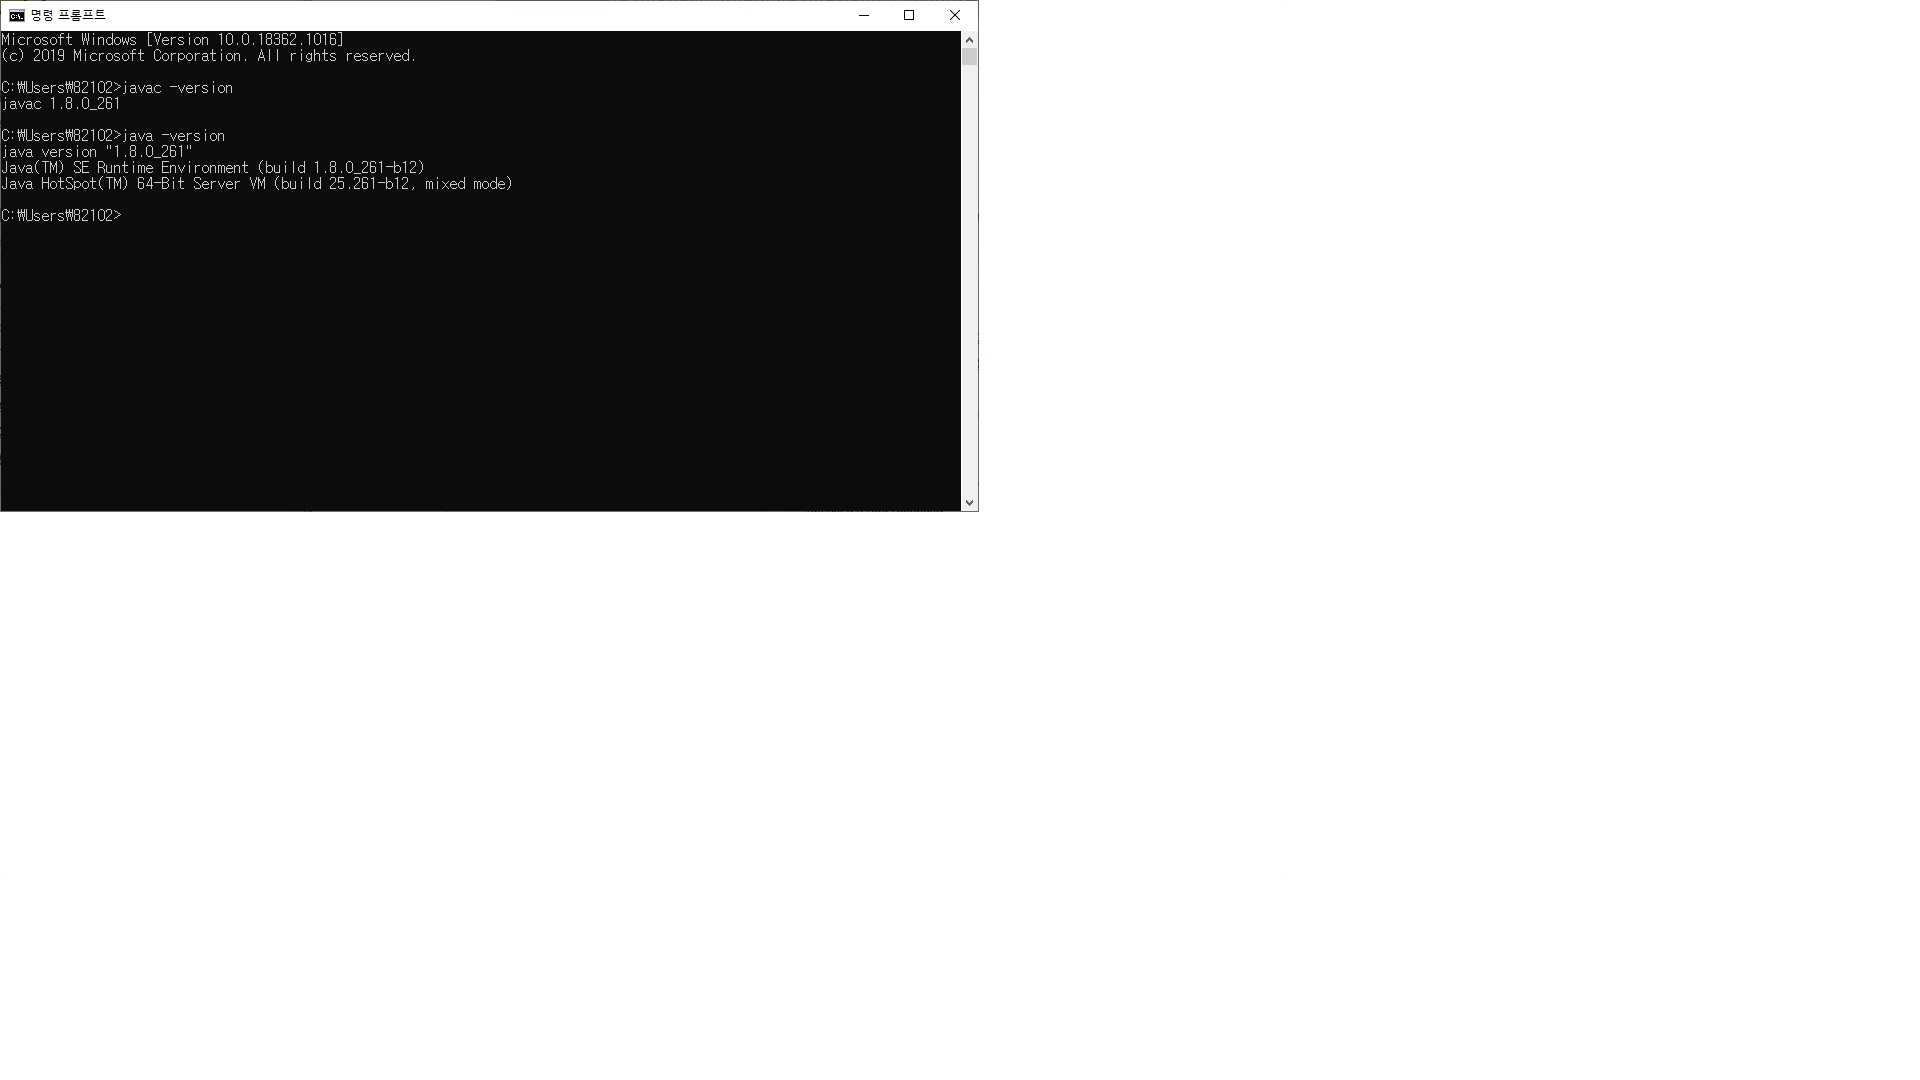 명령 프롬프트
Microsoft Windows [Version 10.0.18362.1016]
(c) 2019 Microsoft Corporation. All rights reserved.
C:₩Users₩82102>javac -version
javac 1.8.0_261
C:₩Users₩82102>java -version
java version "1.8.0_261"
Java(TM) SE Runtime Environment (build 1.8.0_261-b12)
Java HotSpot(TM) 64-Bit Server VM (build 25.261-b12, mixed mode)
C:₩Users₩82102>